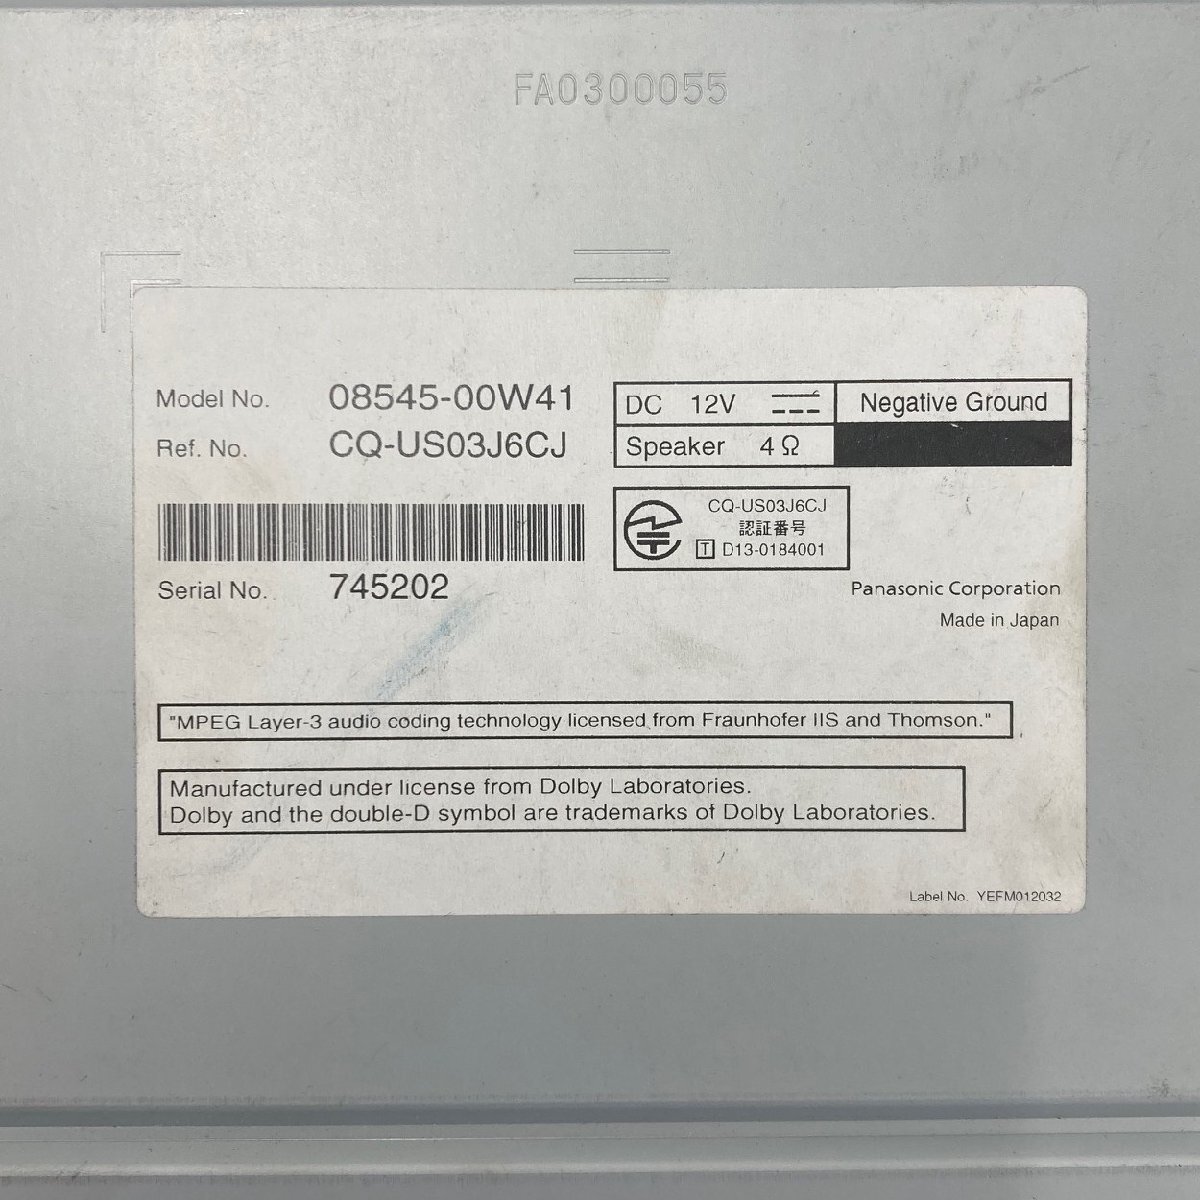 FA0300055
Model No. 08545-00W41
Ref. No. CQ-US03J6CJ
DC 12V
Negative Ground
Speaker 4Ω
CQ-US03J6CJ
認証番号
T D13-0184001
Serial No. 745202
Panasonic Corporation
Made in Japan
"MPEG Layer-3 audio coding technology licensed from Fraunhofer IIS and Thomson."
Manufactured under license from Dolby Laboratories.
Dolby and the double-D symbol are trademarks of Dolby Laboratories.
Label No. YEFM012032